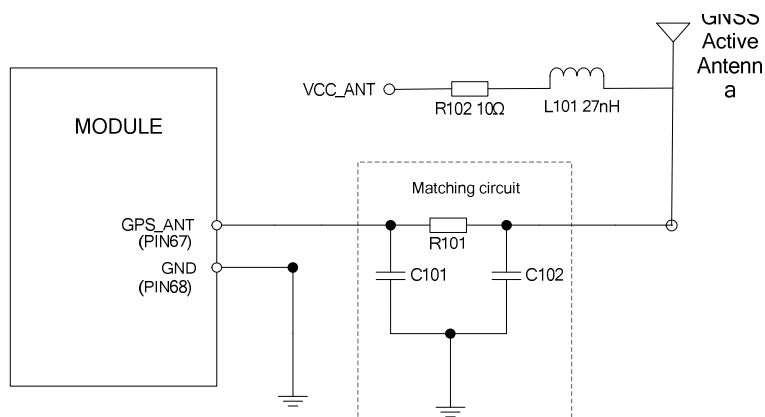 GNSS
Active
Antenn
a
VCC_ANT
R102 10Ω
L101 27nH
MODULE
Matching circuit
GPS_ANT
(PIN67)
R101
GND
(PIN68)
C101
C102